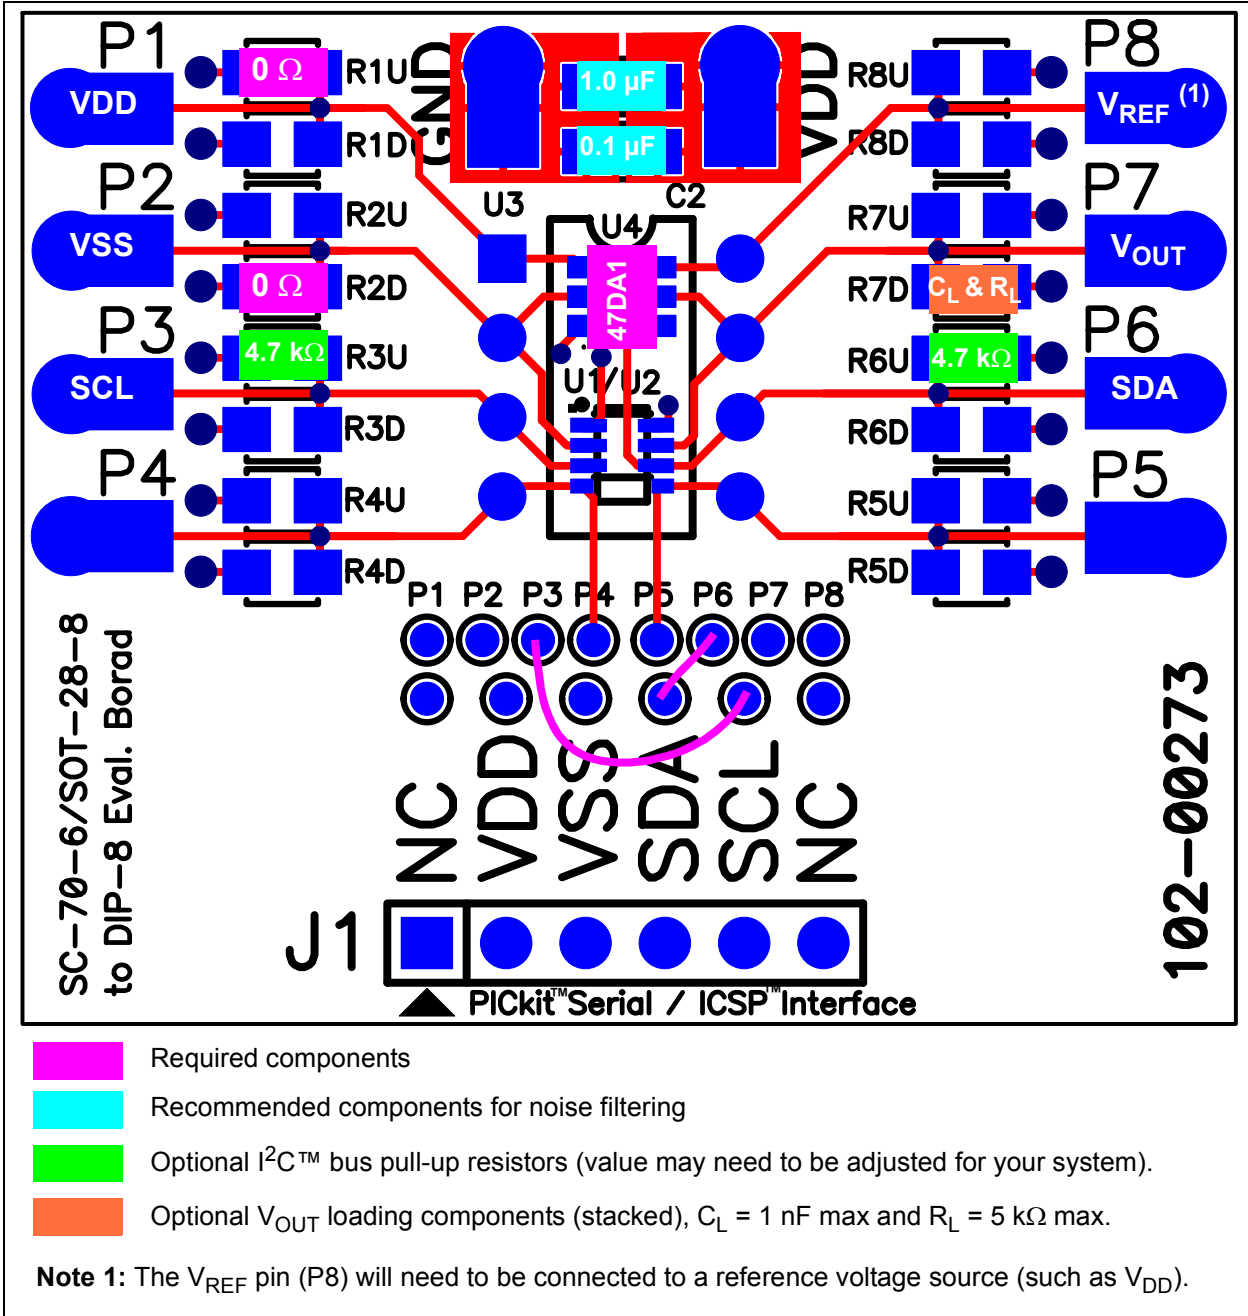 P1
0 Ω
R1U
GND
1.0 µF
VDD
R8U
P8
VDD
VREF (1)
R1D
0.1 µF
R8D
P2
R2U
U3
C2
R7U
P7
U4
VSS
VOUT
0 Ω
R2D
47DA1
R7D
CL & RL
P3
4.7 kΩ
R3U
U1/U2
R6U
4.7 kΩ
P6
SCL
SDA
R3D
R6D
P4
R4U
R5U
P5
R4D
R5D
P1 P2 P3 P4 P5 P6 P7 P8
NC VDD VSS SDA SCL NC
SC-70-6/SOT-28-8
to DIP-8 Eval. Borad
102-00273
J1
PICkit™ Serial / ICSP™ Interface
Required components
Recommended components for noise filtering
Optional I²C™ bus pull-up resistors (value may need to be adjusted for your system).
Optional VOUT loading components (stacked), CL = 1 nF max and RL = 5 kΩ max.
Note 1: The VREF pin (P8) will need to be connected to a reference voltage source (such as VDD).